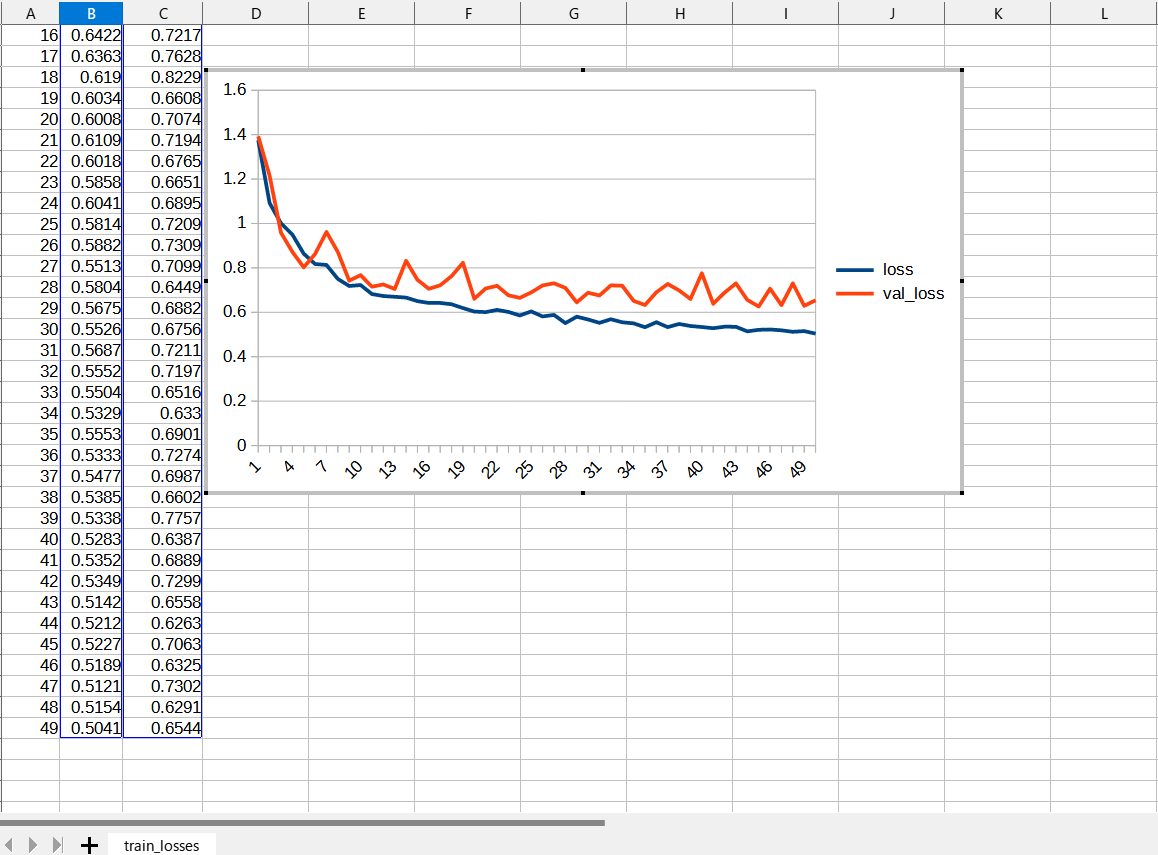 A B C D E F G H I J K L
16 0.6422 0.7217
17 0.6363 0.7628
18 0.619 0.8229
19 0.6034 0.6608
20 0.6008 0.7074
21 0.6109 0.7194
22 0.6018 0.6765
23 0.5858 0.6651
24 0.6041 0.6895
25 0.5814 0.7209
26 0.5882 0.7309
27 0.5513 0.7099
28 0.5804 0.6449
29 0.5675 0.6882
30 0.5526 0.6756
31 0.5687 0.7211
32 0.5552 0.7197
33 0.5504 0.6516
34 0.5329 0.633
35 0.5553 0.6901
36 0.5333 0.7274
37 0.5477 0.6987
38 0.5385 0.6602
39 0.5338 0.7757
40 0.5283 0.6387
41 0.5352 0.6889
42 0.5349 0.7299
43 0.5142 0.6558
44 0.5212 0.6263
45 0.5227 0.7063
46 0.5189 0.6325
47 0.5121 0.7302
48 0.5154 0.6291
49 0.5041 0.6544
1.6
1.4
1.2
1
0.8
0.6
0.4
0.2
0
1 4 7 10 13 16 19 22 25 28 31 34 37 40 43 46 49
loss
val_loss
train_losses